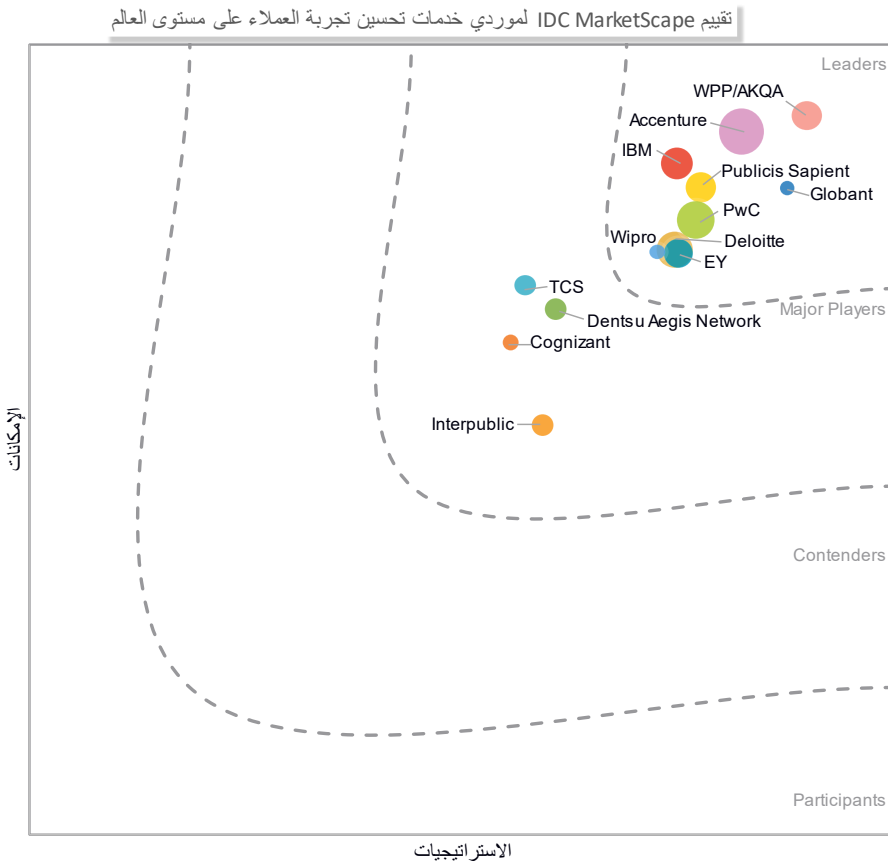 تقييم IDC MarketScape لموردي خدمات تحسين تجربة العملاء على مستوى العالم
Leaders
WPP/AKQA
Accenture
IBM
Publicis Sapient
Globant
PwC
Wipro
Deloitte
EY
TCS
Major Players
Dentsu Aegis Network
Cognizant
الإمكانات
Interpublic
Contenders
Participants
الاستراتيجيات